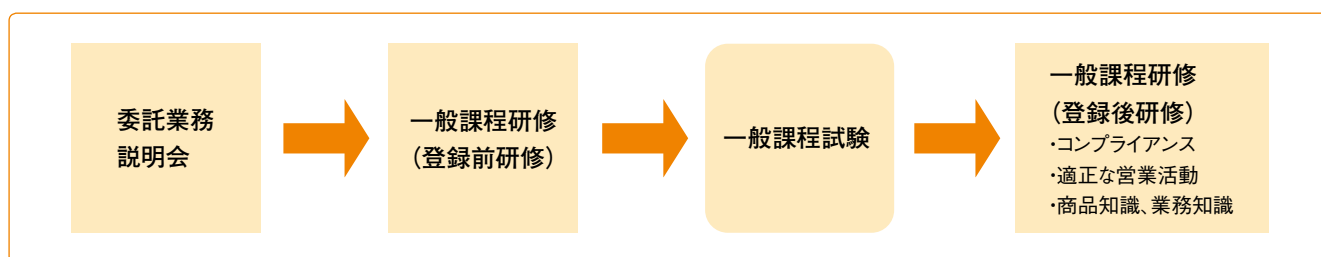 委託業務
説明会
一般課程研修
（登録前研修）
一般課程試験
一般課程研修
（登録後研修）
・コンプライアンス
・適正な営業活動
・商品知識、業務知識